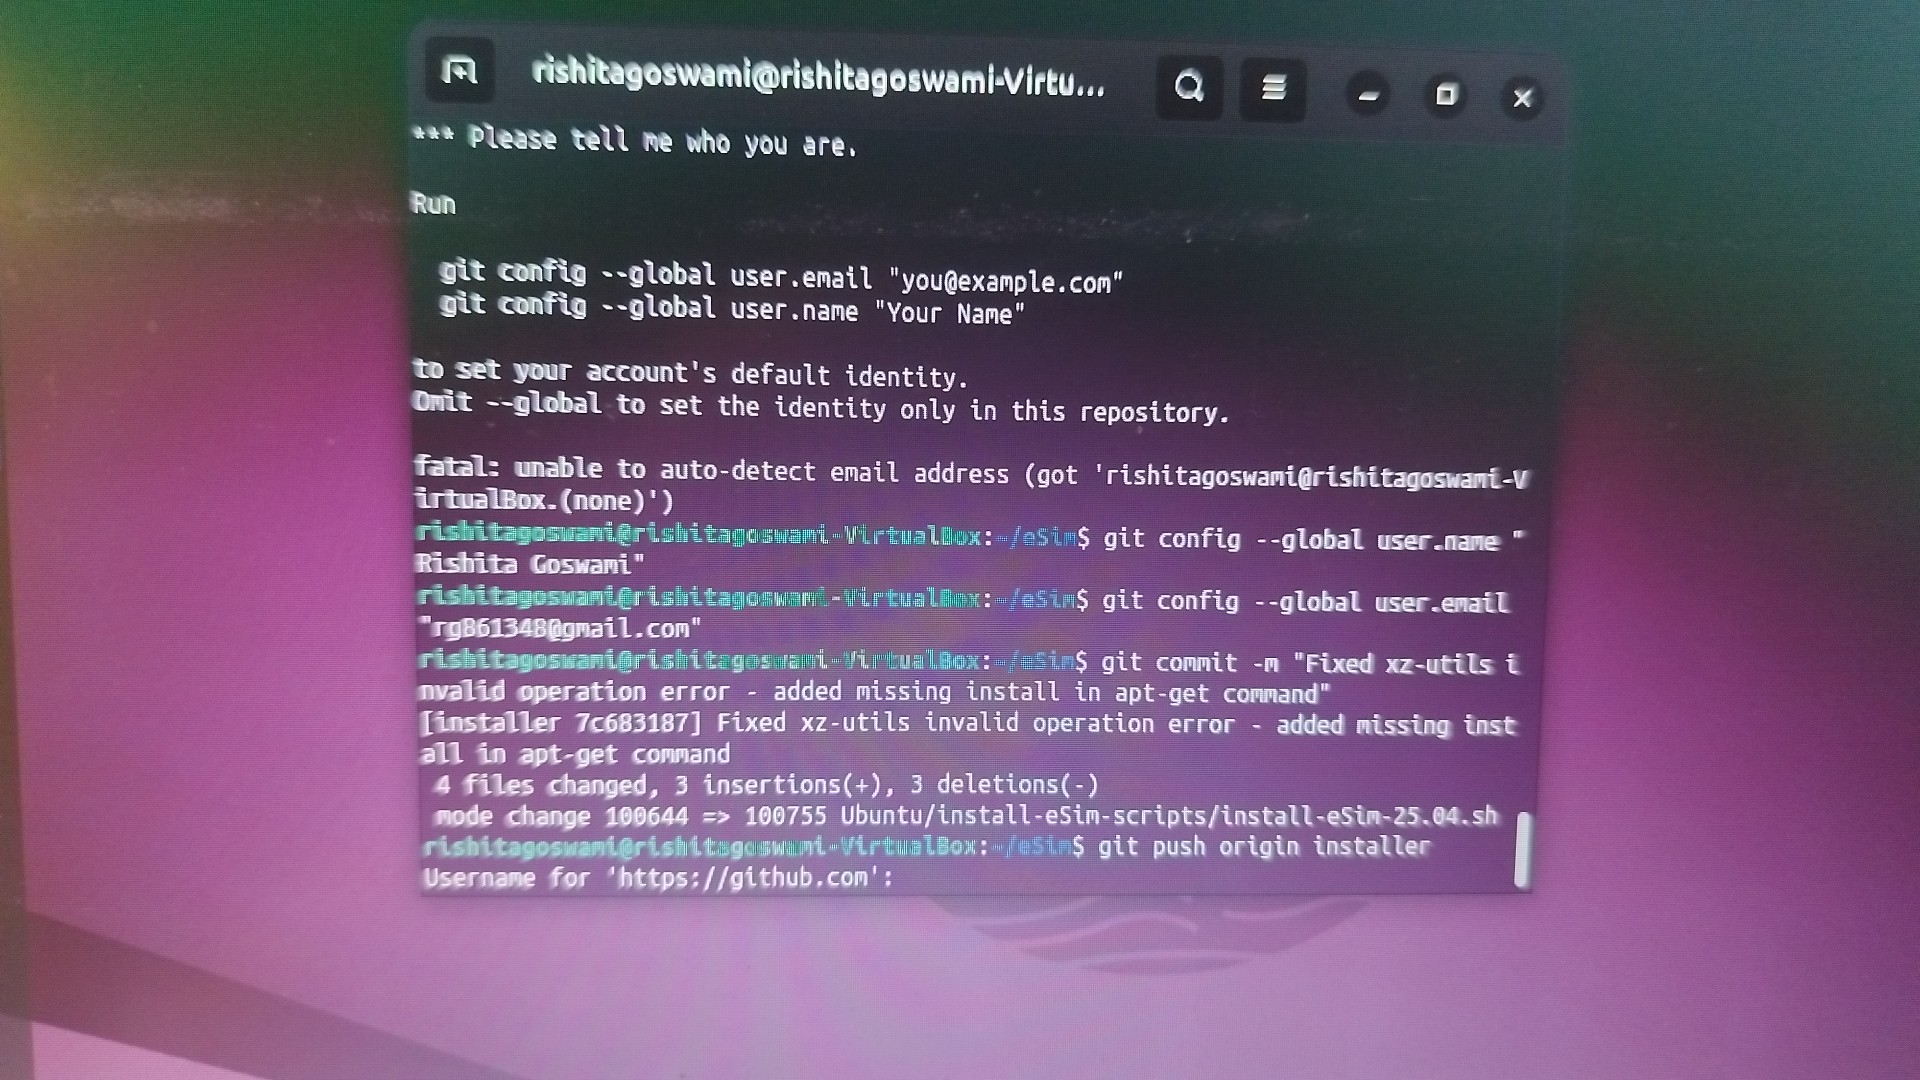 rishitagoswami@rishitagoswami-Virtu...
*** Please tell me who you are.
Run
git config --global user.email "you@example.com"
git config --global user.name "Your Name"
to set your account's default identity.
Omit --global to set the identity only in this repository.
fatal: unable to auto-detect email address (got 'rishitagoswami@rishitagoswami-V
irtualBox.(none)')
rishitagoswami@rishitagoswami-VirtualBox:~/eSim$ git config --global user.name "
Rishita Goswami"
rishitagoswami@rishitagoswami-VirtualBox:~/eSim$ git config --global user.email
"rg861348@gmail.com"
rishitagoswami@rishitagoswami-VirtualBox:~/eSim$ git commit -m "Fixed xz-utils i
nvalid operation error - added missing install in apt-get command"
[installer 7c683187] Fixed xz-utils invalid operation error - added missing inst
all in apt-get command
4 files changed, 3 insertions(+), 3 deletions(-)
mode change 100644 => 100755 Ubuntu/install-eSim-scripts/install-eSim-25.04.sh
rishitagoswami@rishitagoswami-VirtualBox:~/eSim$ git push origin installer
Username for 'https://github.com':